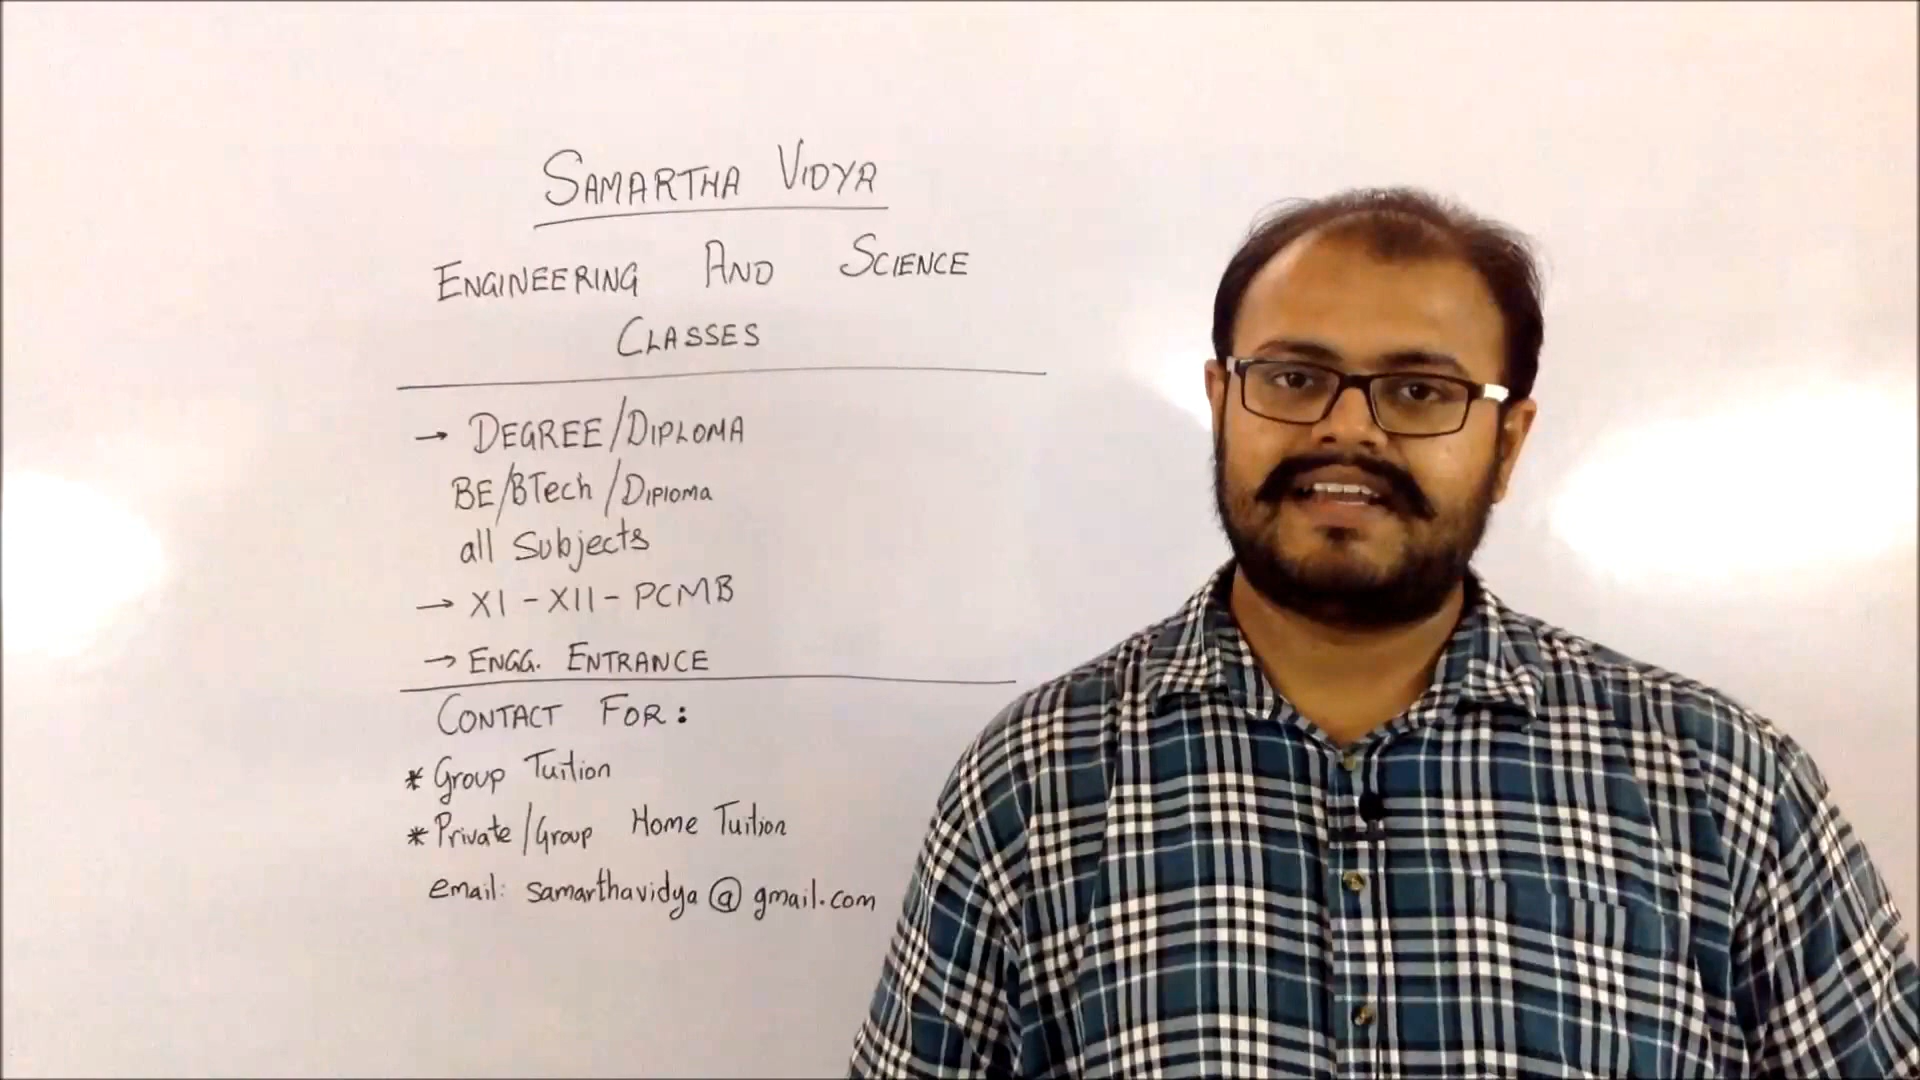 SAMARTHA VIDYA
ENGINEERING AND SCIENCE
CLASSES
→ DEGREE/DIPLOMA
BE/BTech/Diploma
all Subjects
→ XI - XII - PCMB
→ ENGG. ENTRANCE
CONTACT FOR:
* Group Tuition
* Private/Group Home Tuition
email: samarthavidya@gmail.com